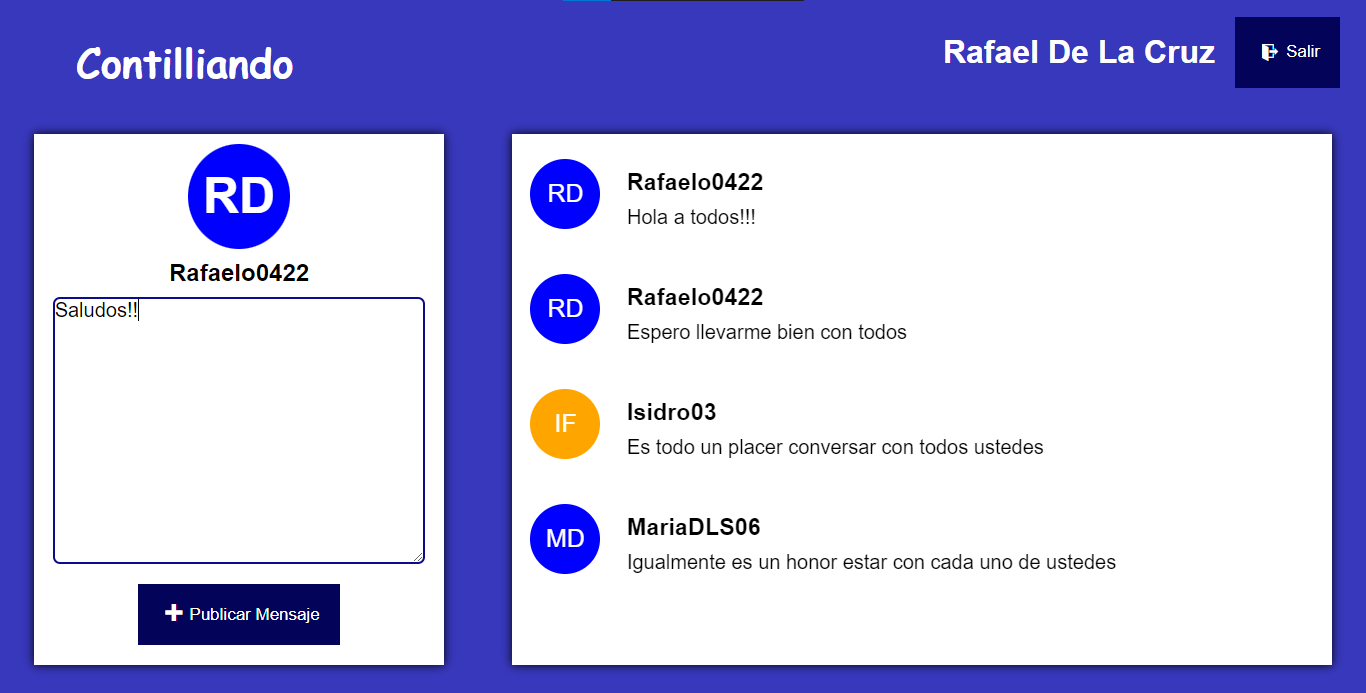 Contilliando
Rafael De La Cruz
Salir
RD
Rafaelo0422
Saludos!!
Publicar Mensaje
RD
Rafaelo0422
Hola a todos!!!
RD
Rafaelo0422
Espero llevarme bien con todos
IF
Isidro03
Es todo un placer conversar con todos ustedes
MD
MariaDLS06
Igualmente es un honor estar con cada uno de ustedes